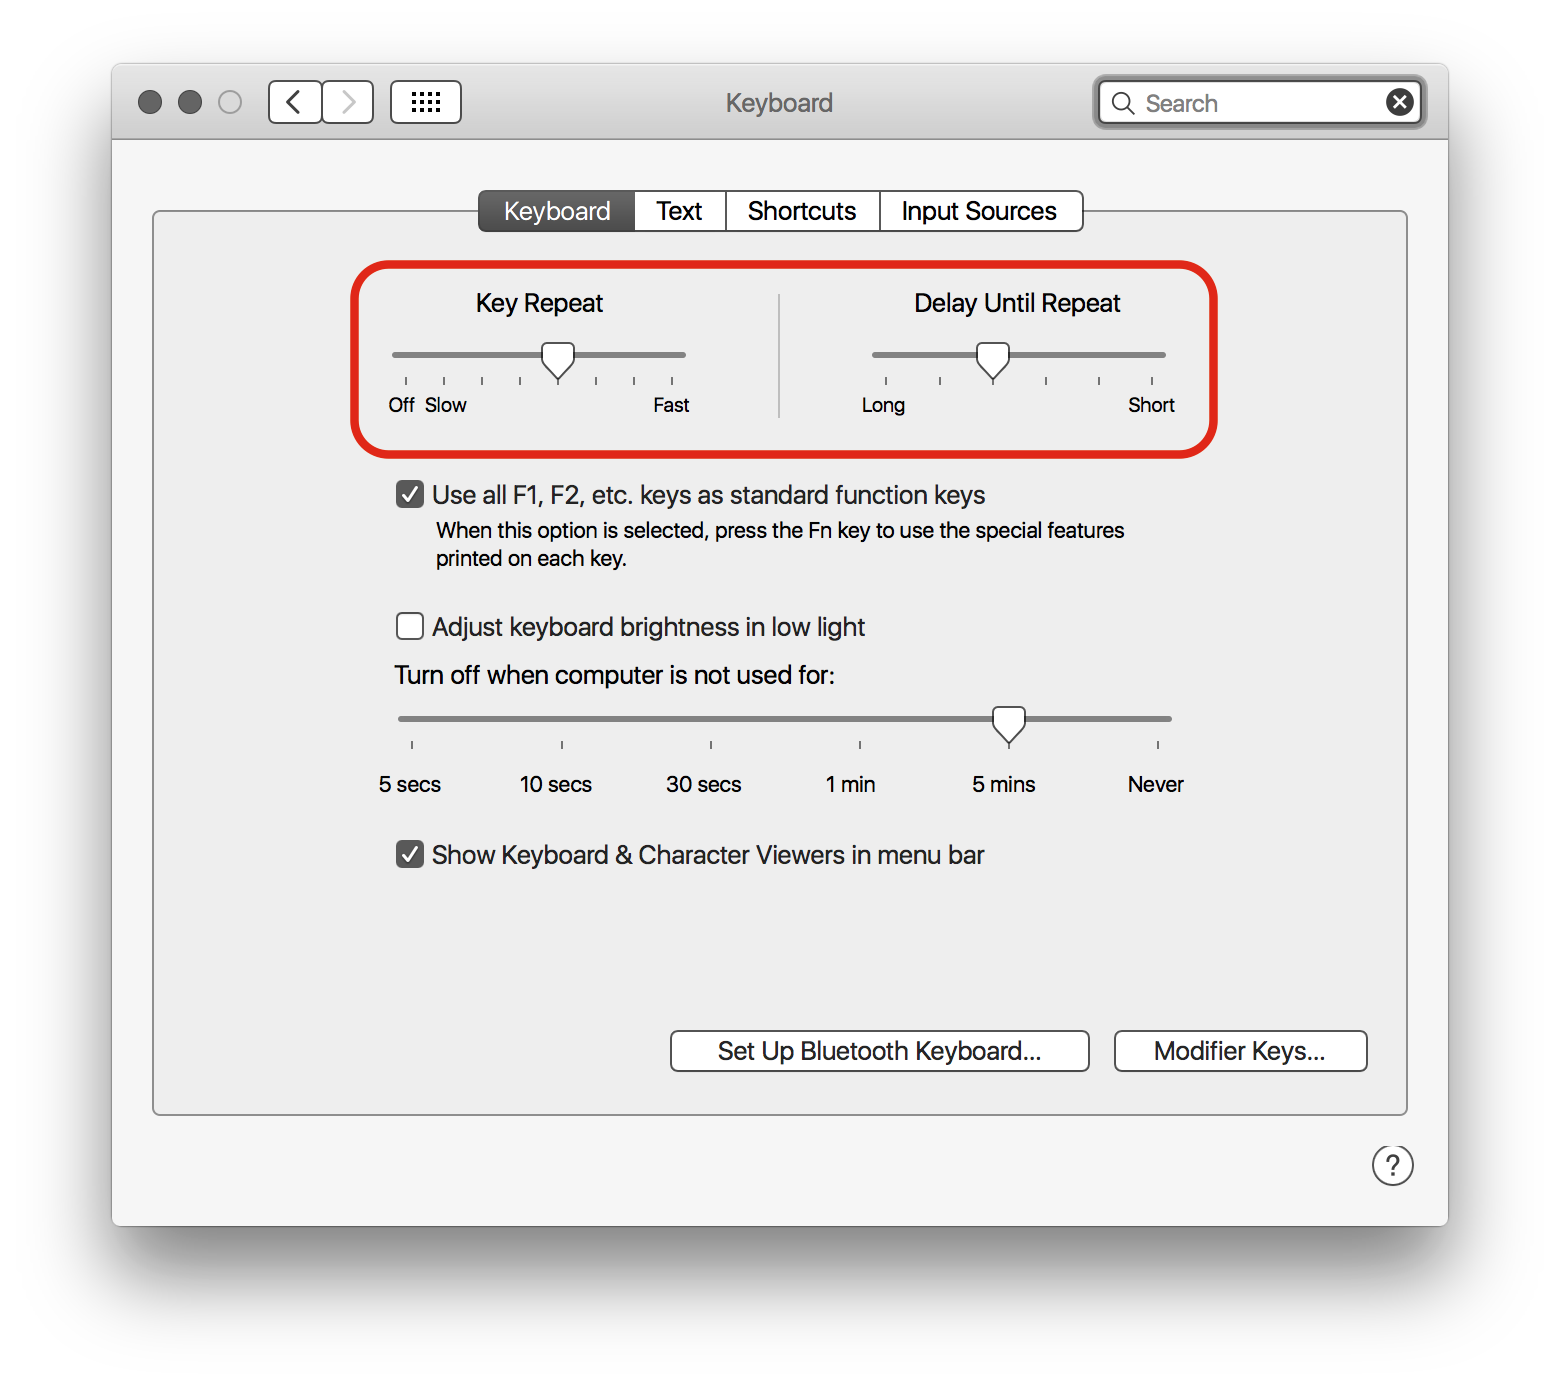 Keyboard
Search
Keyboard Text Shortcuts Input Sources
Key Repeat
Off Slow Fast
Delay Until Repeat
Long Short
Use all F1, F2, etc. keys as standard function keys
When this option is selected, press the Fn key to use the special features
printed on each key.
Adjust keyboard brightness in low light
Turn off when computer is not used for:
5 secs 10 secs 30 secs 1 min 5 mins Never
Show Keyboard & Character Viewers in menu bar
Set Up Bluetooth Keyboard... Modifier Keys...
?